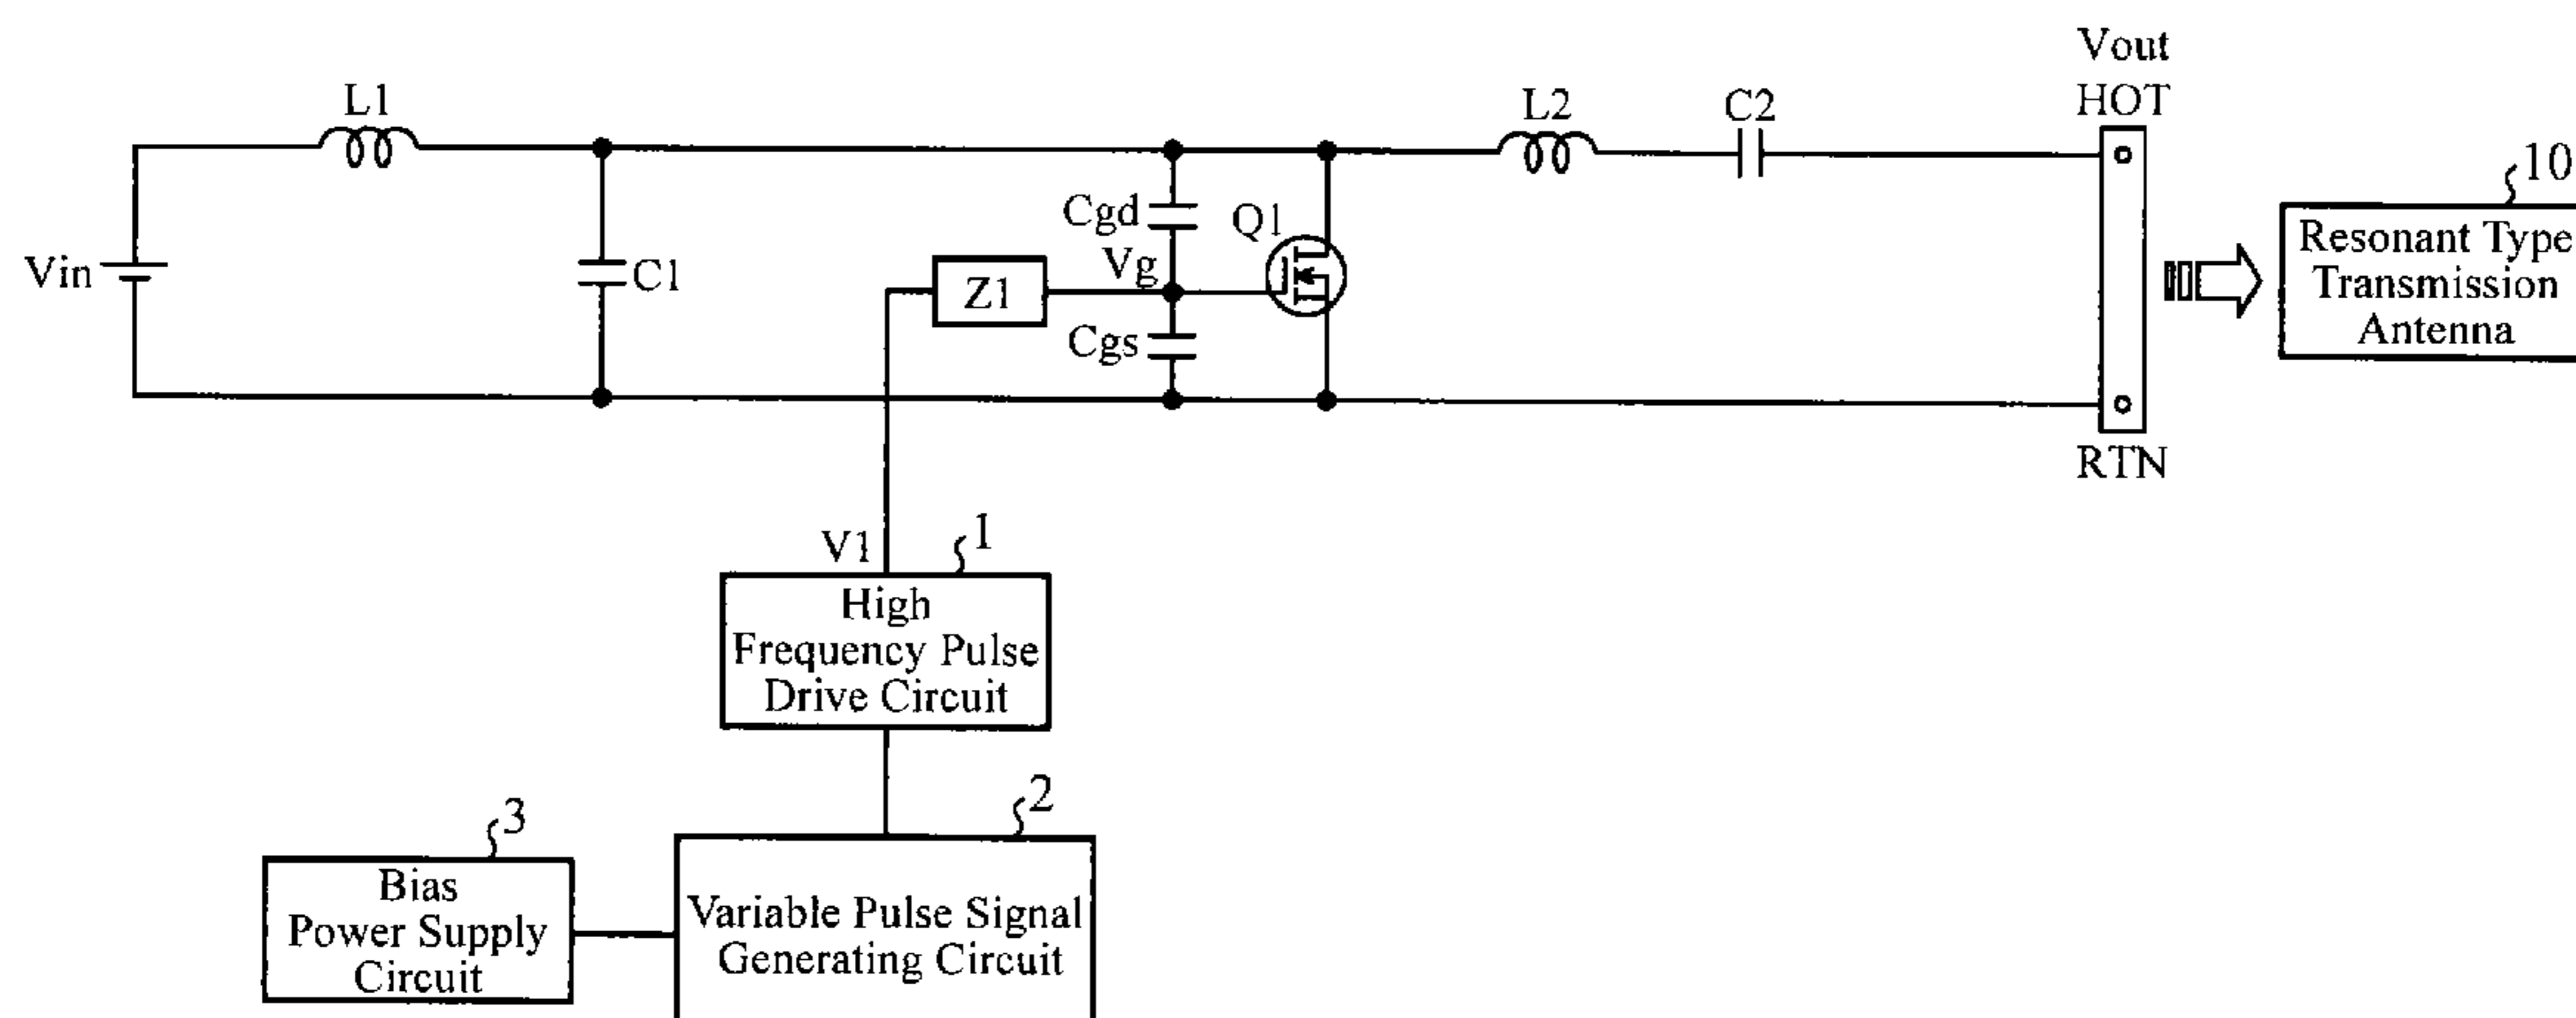 Vout
HOT
L1
L2
C2
10
Cgd
Q1
Vin
C1
Z1
Vg
Cgs
Resonant Type
Transmission
Antenna
RTN
V1
1
High
Frequency Pulse
Drive Circuit
2
3
Bias
Power Supply
Circuit
Variable Pulse Signal
Generating Circuit